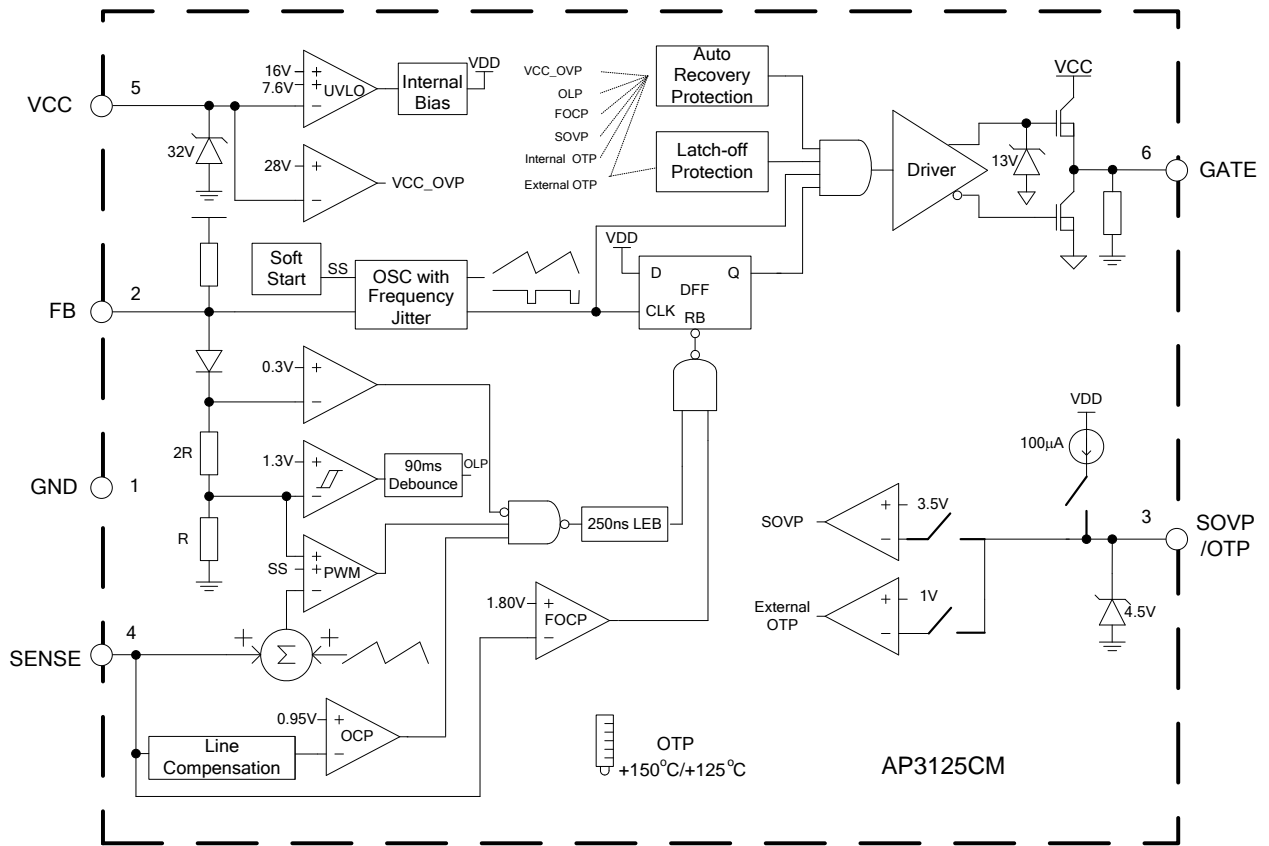 VCC
5
16V
7.6V
+
+
−
UVLO
Internal
Bias
VDD
32V
28V
+
−
VCC_OVP
VCC_OVP
OLP
FOCP
SOVP
Internal OTP
External OTP
Auto
Recovery
Protection
Latch-off
Protection
Driver
VCC
13V
6
GATE
Soft
Start
SS
OSC with
Frequency
Jitter
VDD
D
Q
DFF
CLK
RB
FB
2
0.3V
+
−
2R
1.3V
+
−
90ms
Debounce
OLP
GND
1
R
SS
+
+
−
PWM
250ns LEB
1.80V
+
−
FOCP
SENSE
4
+
+
Σ
0.95V
+
−
OCP
Line
Compensation
VDD
100µA
SOVP
+
−
3.5V
3
SOVP
/OTP
External
OTP
+
−
1V
4.5V
OTP
+150°C/+125°C
AP3125CM